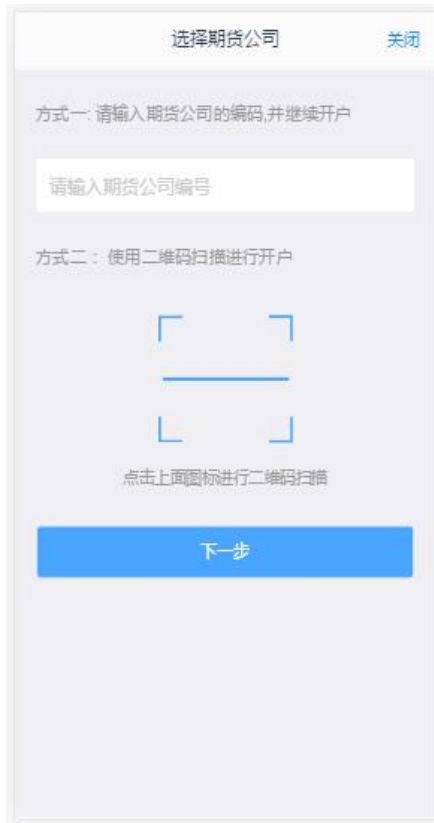 选择期货公司
关闭
方式一: 请输入期货公司的编码,并继续开户
请输入期货公司编号
方式二： 使用二维码扫描进行开户
点击上面图标进行二维码扫描
下一步